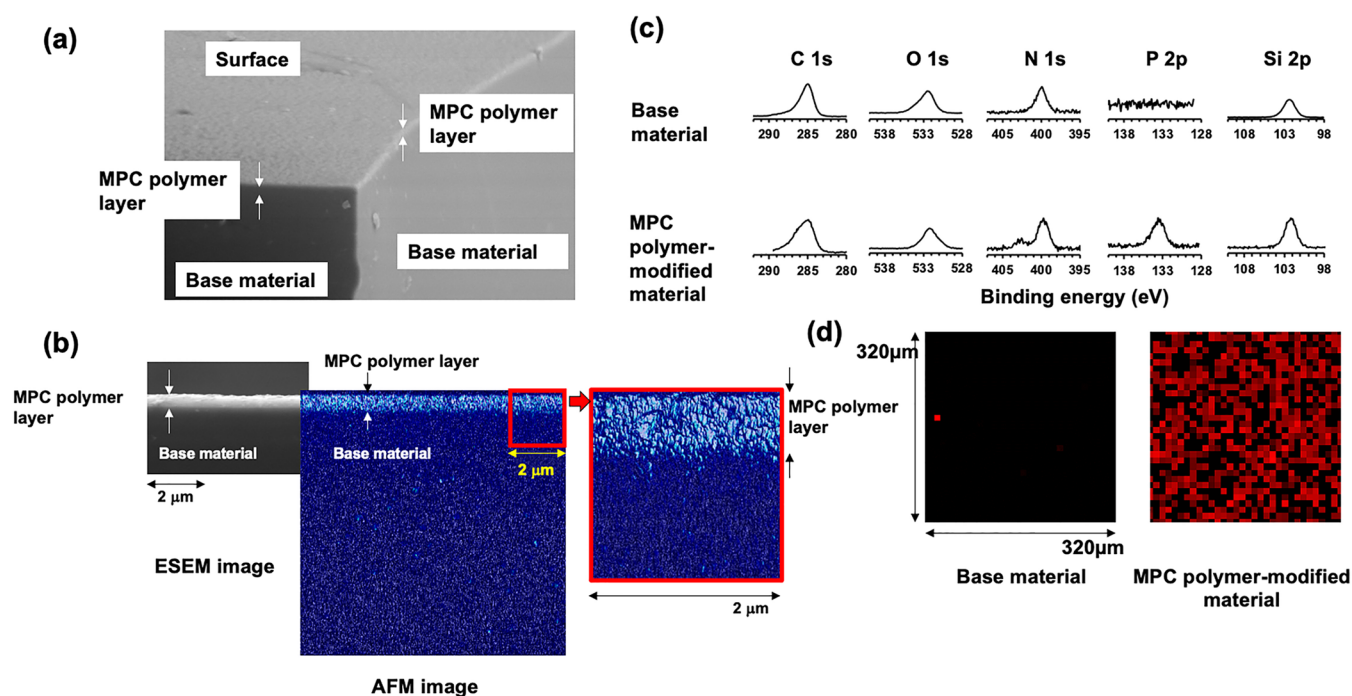 (a)
Surface
MPC polymer
layer
MPC polymer
layer
Base material
Base material
(b)
MPC polymer
layer
Base material
2 μm
ESEM image
MPC polymer layer
Base material
2 μm
AFM image
MPC polymer
layer
2 μm
(c)
C 1s
O 1s
N 1s
P 2p
Si 2p
Base
material
290 285 280
538 533 528
405 400 395
138 133 128
108 103 98
MPC
polymer-
modified
material
290 285 280
538 533 528
405 400 395
138 133 128
108 103 98
Binding energy (eV)
(d)
320μm
320μm
Base material
MPC polymer-modified
material